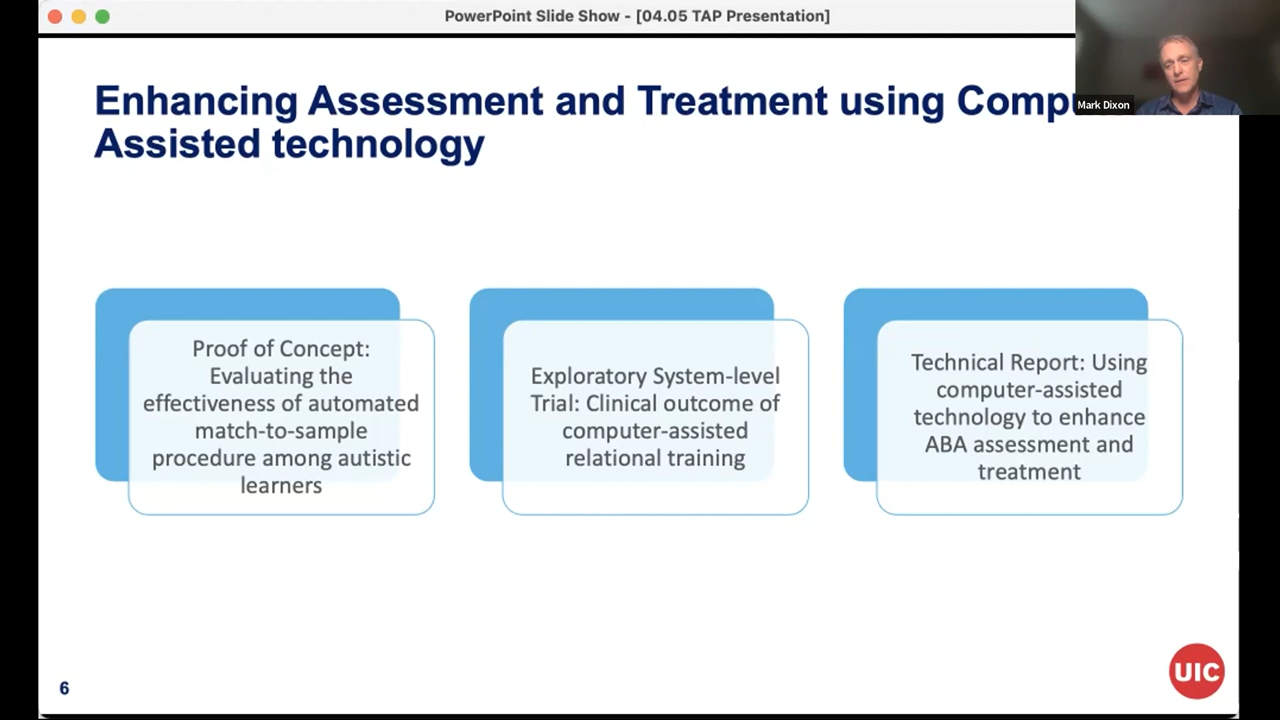 PowerPoint Slide Show - [04.05 TAP Presentation]
Enhancing Assessment and Treatment using Comp
Assisted technology
Mark Dixon
Proof of Concept:
Evaluating the
effectiveness of automated
match-to-sample
procedure among autistic
learners
Exploratory System-level
Trial: Clinical outcome of
computer-assisted
relational training
Technical Report: Using
computer-assisted
technology to enhance
ABA assessment and
treatment
6
UIC